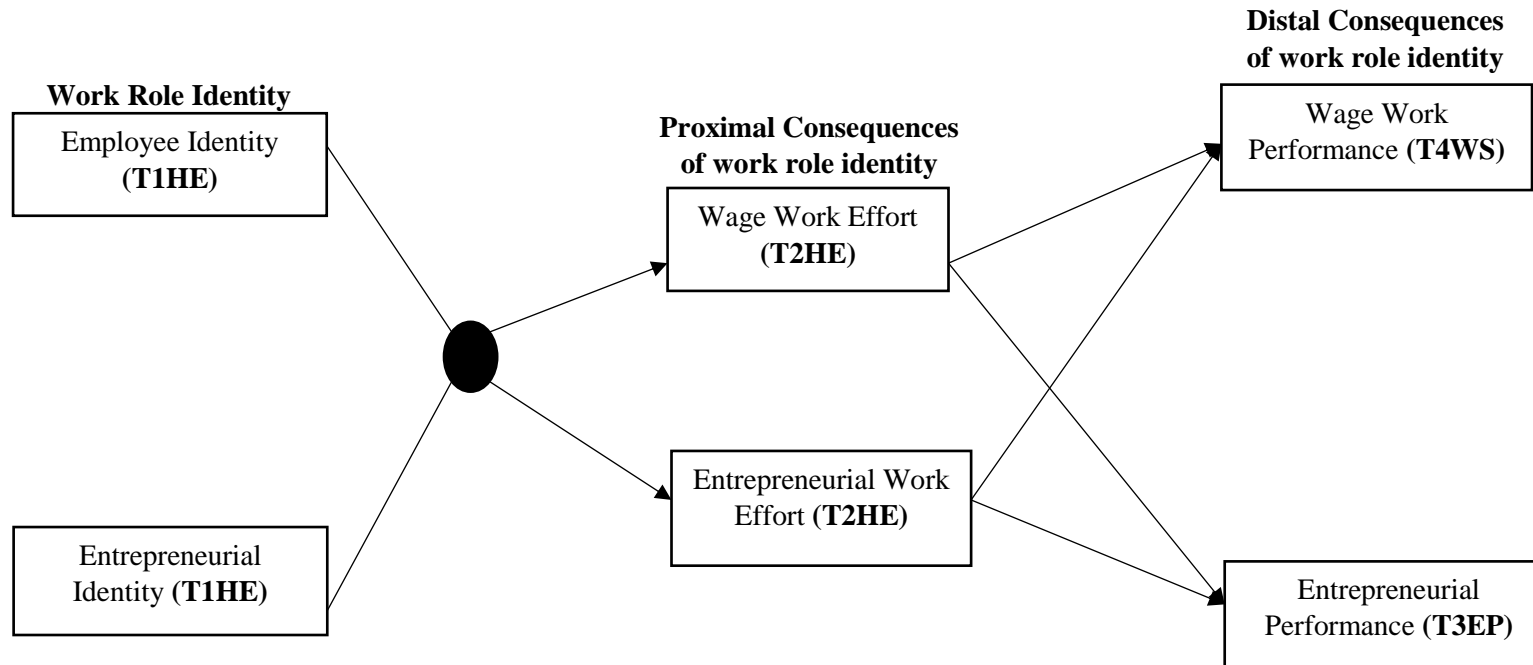 Work Role Identity
Employee Identity
(T1HE)
Entrepreneurial
Identity (T1HE)
Proximal Consequences
of work role identity
Wage Work Effort
(T2HE)
Entrepreneurial Work
Effort (T2HE)
Distal Consequences
of work role identity
Wage Work
Performance (T4WS)
Entrepreneurial
Performance (T3EP)